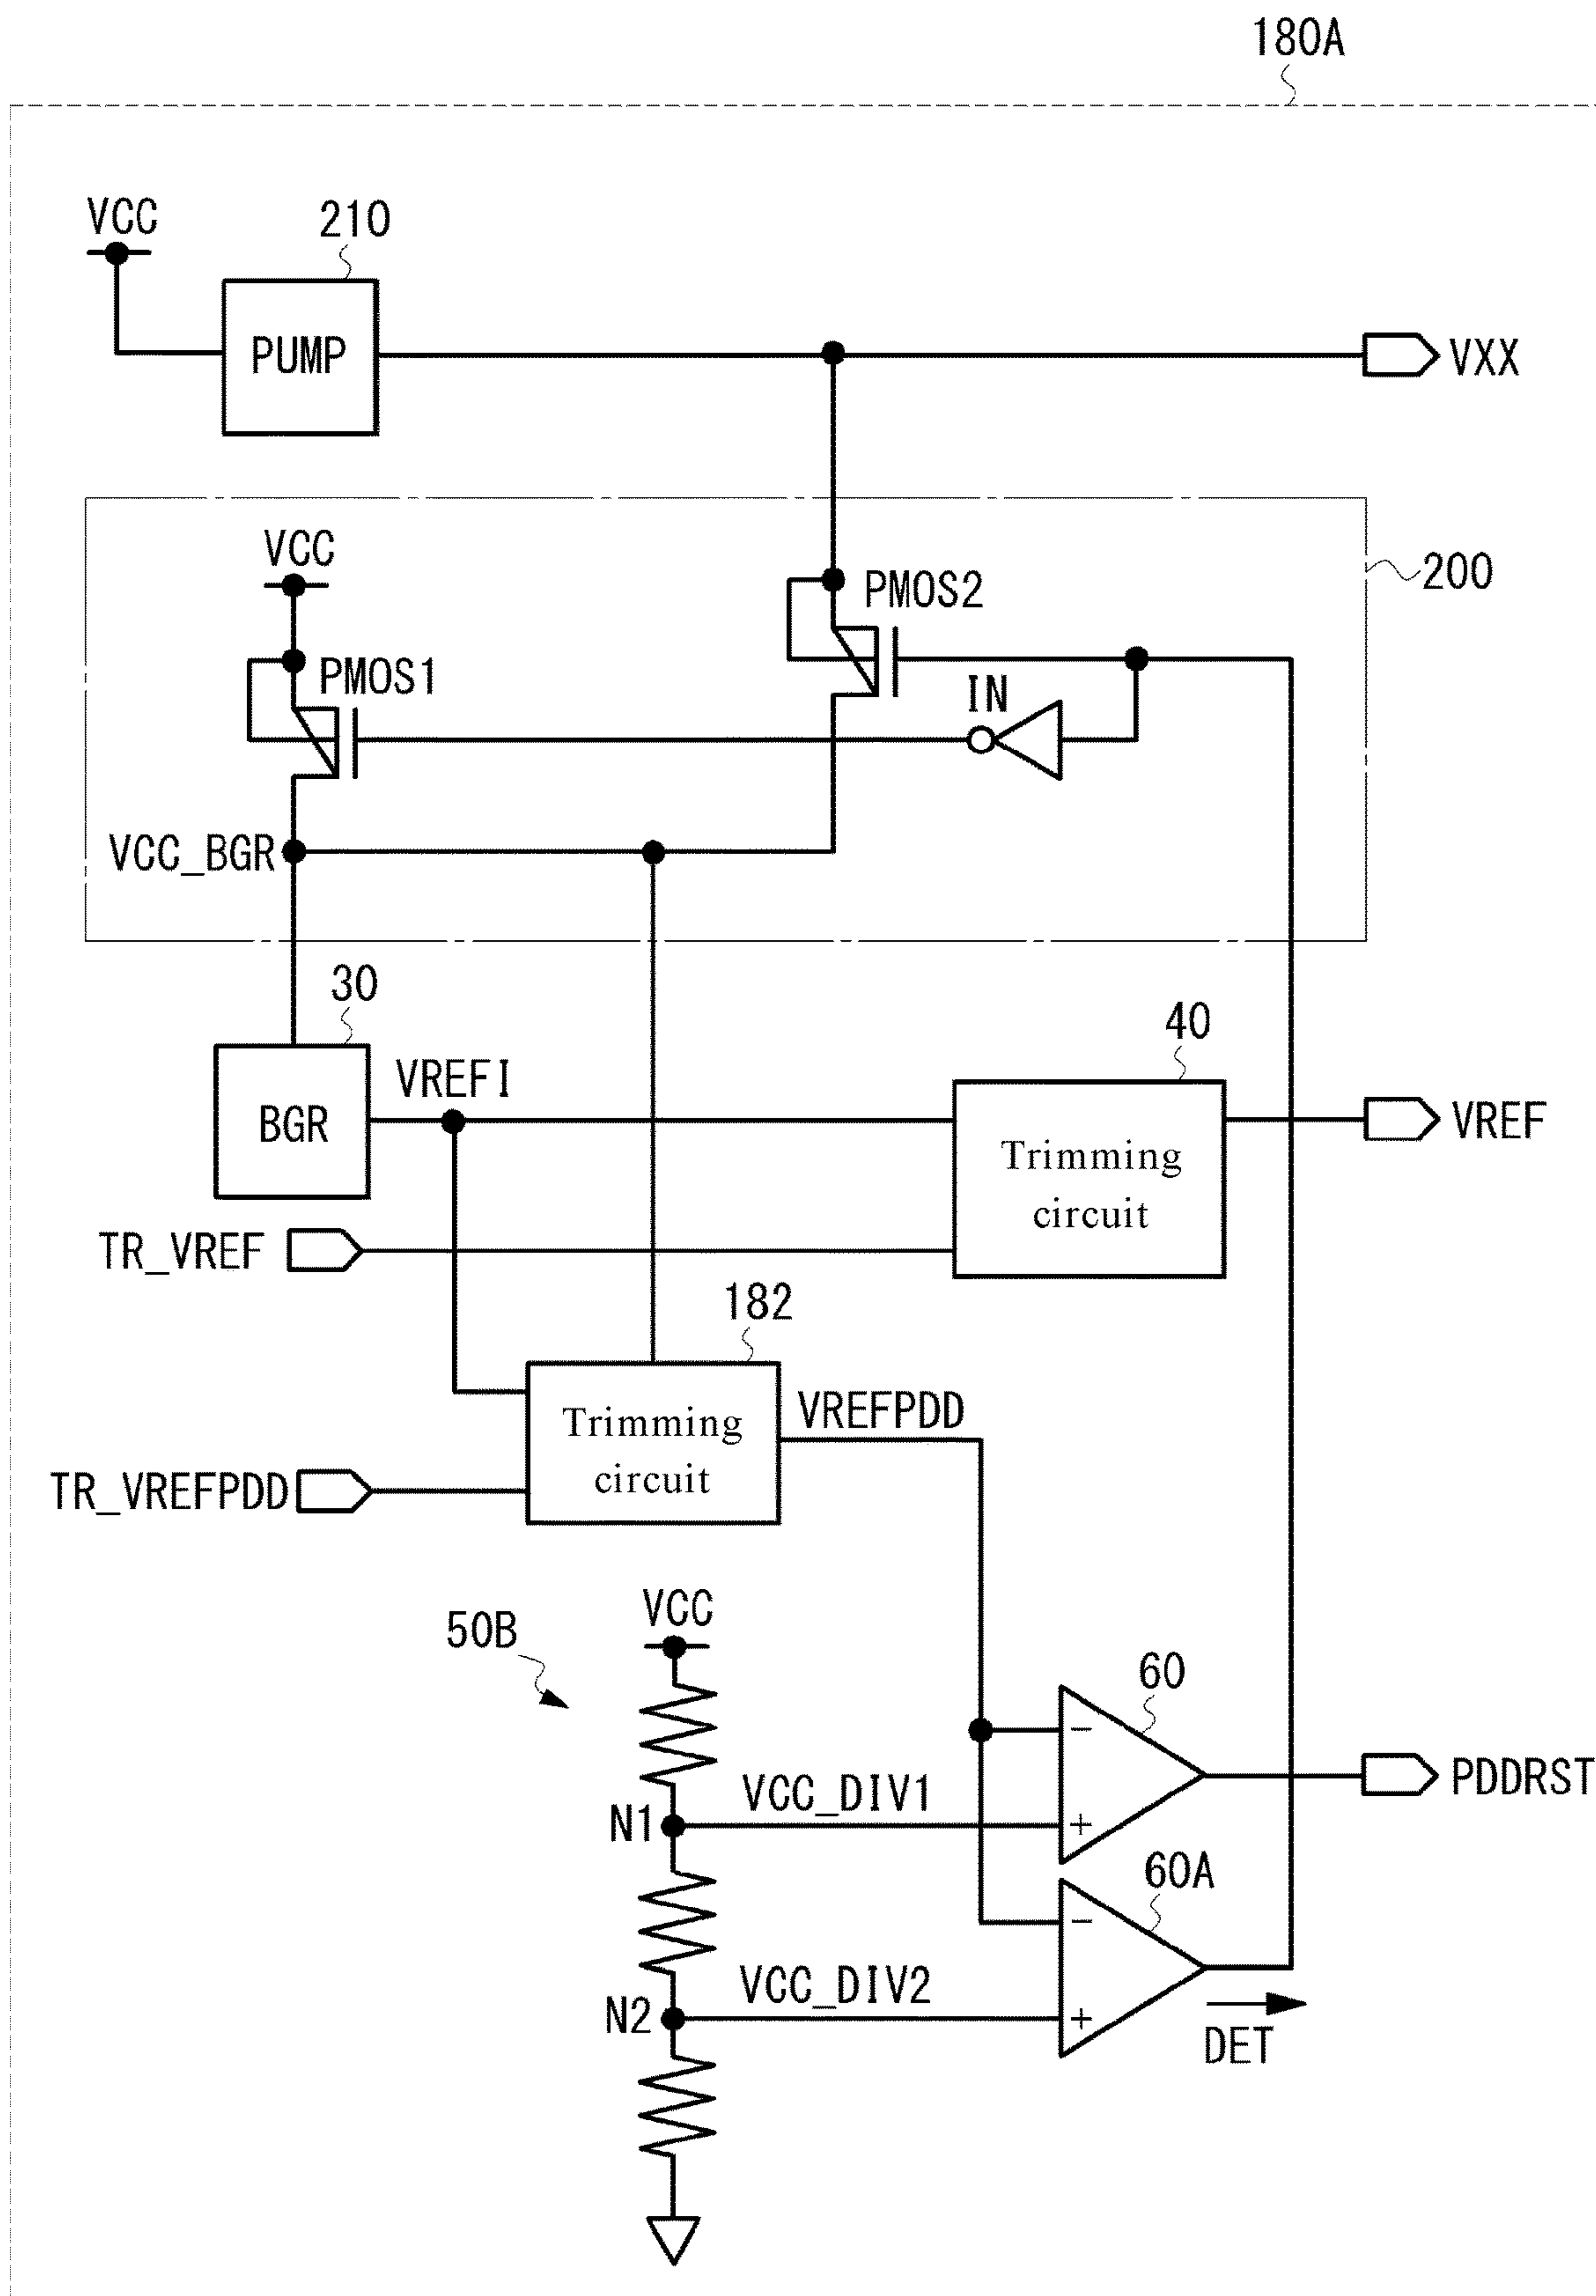 180A
VCC
210
PUMP
VXX
VCC
PMOS2
200
PMOS1
IN
VCC_BGR
30
40
VREFI
BGR
VREF
Trimming
circuit
TR_VREF
182
Trimming
circuit
VREFPDD
TR_VREFPDD
VCC
50B
60
−
PDDRST
VCC_DIV1
N1
+
60A
−
VCC_DIV2
N2
+
DET